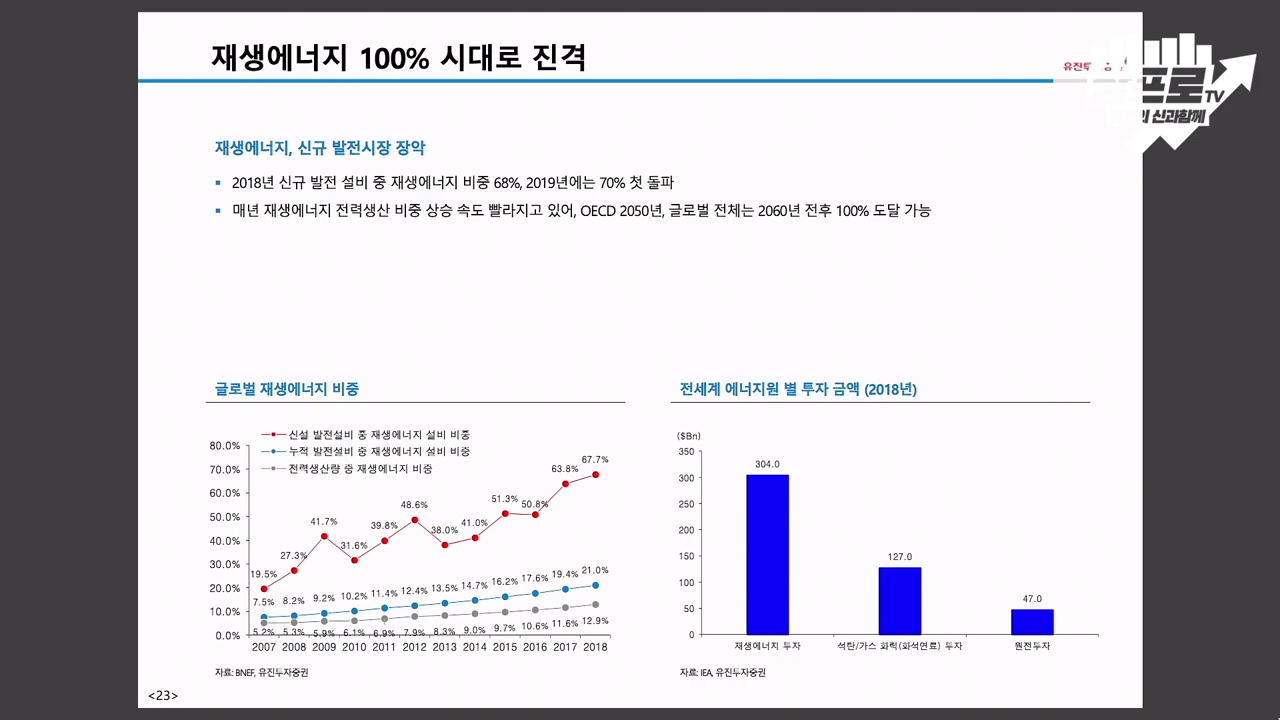 재생에너지 100% 시대로 진격
유진투
프로TV
신과함께
재생에너지, 신규 발전시장 장악
▪ 2018년 신규 발전 설비 중 재생에너지 비중 68%, 2019년에는 70% 첫 돌파
▪ 매년 재생에너지 전력생산 비중 상승 속도 빨라지고 있어, OECD 2050년, 글로벌 전체는 2060년 전후 100% 도달 가능
글로벌 재생에너지 비중
신설 발전설비 중 재생에너지 설비 비중
누적 발전설비 중 재생에너지 설비 비중
전력생산량 중 재생에너지 비중
80.0%
70.0%
60.0%
50.0%
40.0%
30.0%
20.0%
10.0%
0.0%
19.5% 27.3% 41.7% 31.6% 39.8% 48.6% 38.0% 41.0% 51.3% 50.8% 63.8% 67.7%
7.5% 8.2% 9.2% 10.2% 11.4% 12.4% 13.5% 14.7% 16.2% 17.6% 19.4% 21.0%
5.2% 5.3% 5.9% 6.1% 6.9% 7.9% 8.3% 9.0% 9.7% 10.6% 11.6% 12.9%
2007 2008 2009 2010 2011 2012 2013 2014 2015 2016 2017 2018
자료: BNEF, 유진투자증권
전세계 에너지원 별 투자 금액 (2018년)
($Bn)
350
300
250
200
150
100
50
0
304.0
127.0
47.0
재생에너지 투자 석탄/가스 화력(화석연료) 투자 원전투자
자료: IEA, 유진투자증권
<23>